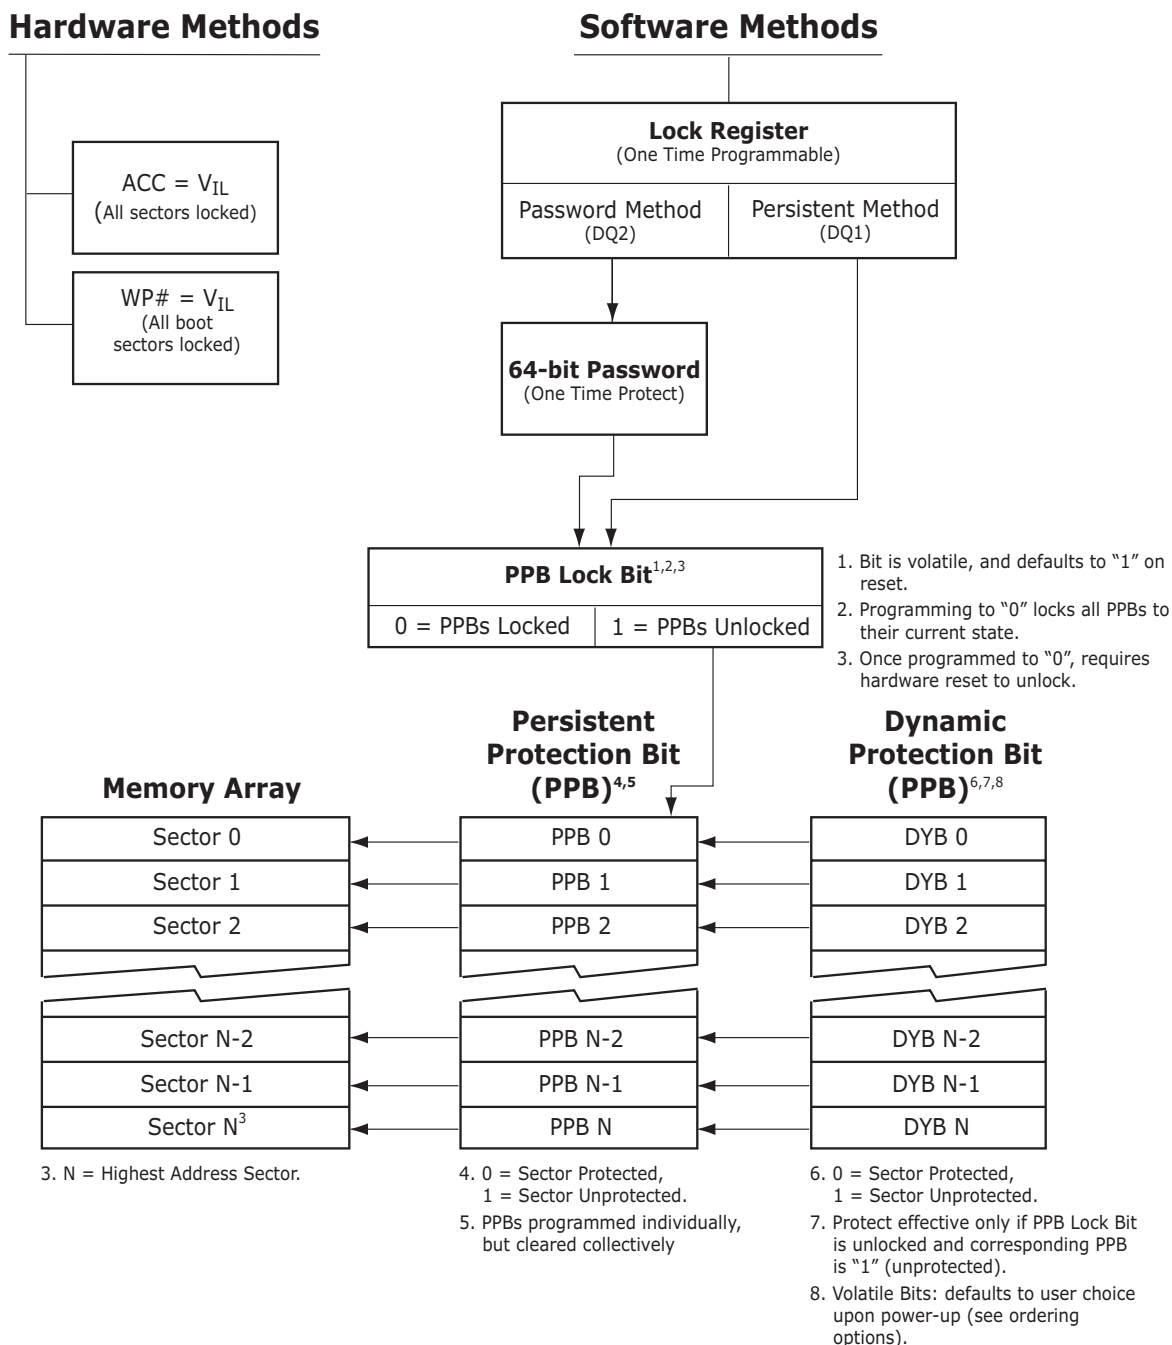 Hardware Methods
Software Methods
ACC = VIL
(All sectors locked)
WP# = VIL
(All boot
sectors locked)
Lock Register
(One Time Programmable)
Password Method
(DQ2)
Persistent Method
(DQ1)
64-bit Password
(One Time Protect)
PPB Lock Bit1,2,3
0 = PPBs Locked
1 = PPBs Unlocked
1. Bit is volatile, and defaults to “1” on
reset.
2. Programming to “0” locks all PPBs to
their current state.
3. Once programmed to “0”, requires
hardware reset to unlock.
Memory Array
Persistent
Protection Bit
(PPB)4,5
Dynamic
Protection Bit
(PPB)6,7,8
Sector 0
PPB 0
DYB 0
Sector 1
PPB 1
DYB 1
Sector 2
PPB 2
DYB 2
Sector N-2
PPB N-2
DYB N-2
Sector N-1
PPB N-1
DYB N-1
Sector N3
PPB N
DYB N
3. N = Highest Address Sector.
4. 0 = Sector Protected,
1 = Sector Unprotected.
5. PPBs programmed individually,
but cleared collectively
6. 0 = Sector Protected,
1 = Sector Unprotected.
7. Protect effective only if PPB Lock Bit
is unlocked and corresponding PPB
is “1” (unprotected).
8. Volatile Bits: defaults to user choice
upon power-up (see ordering
options).